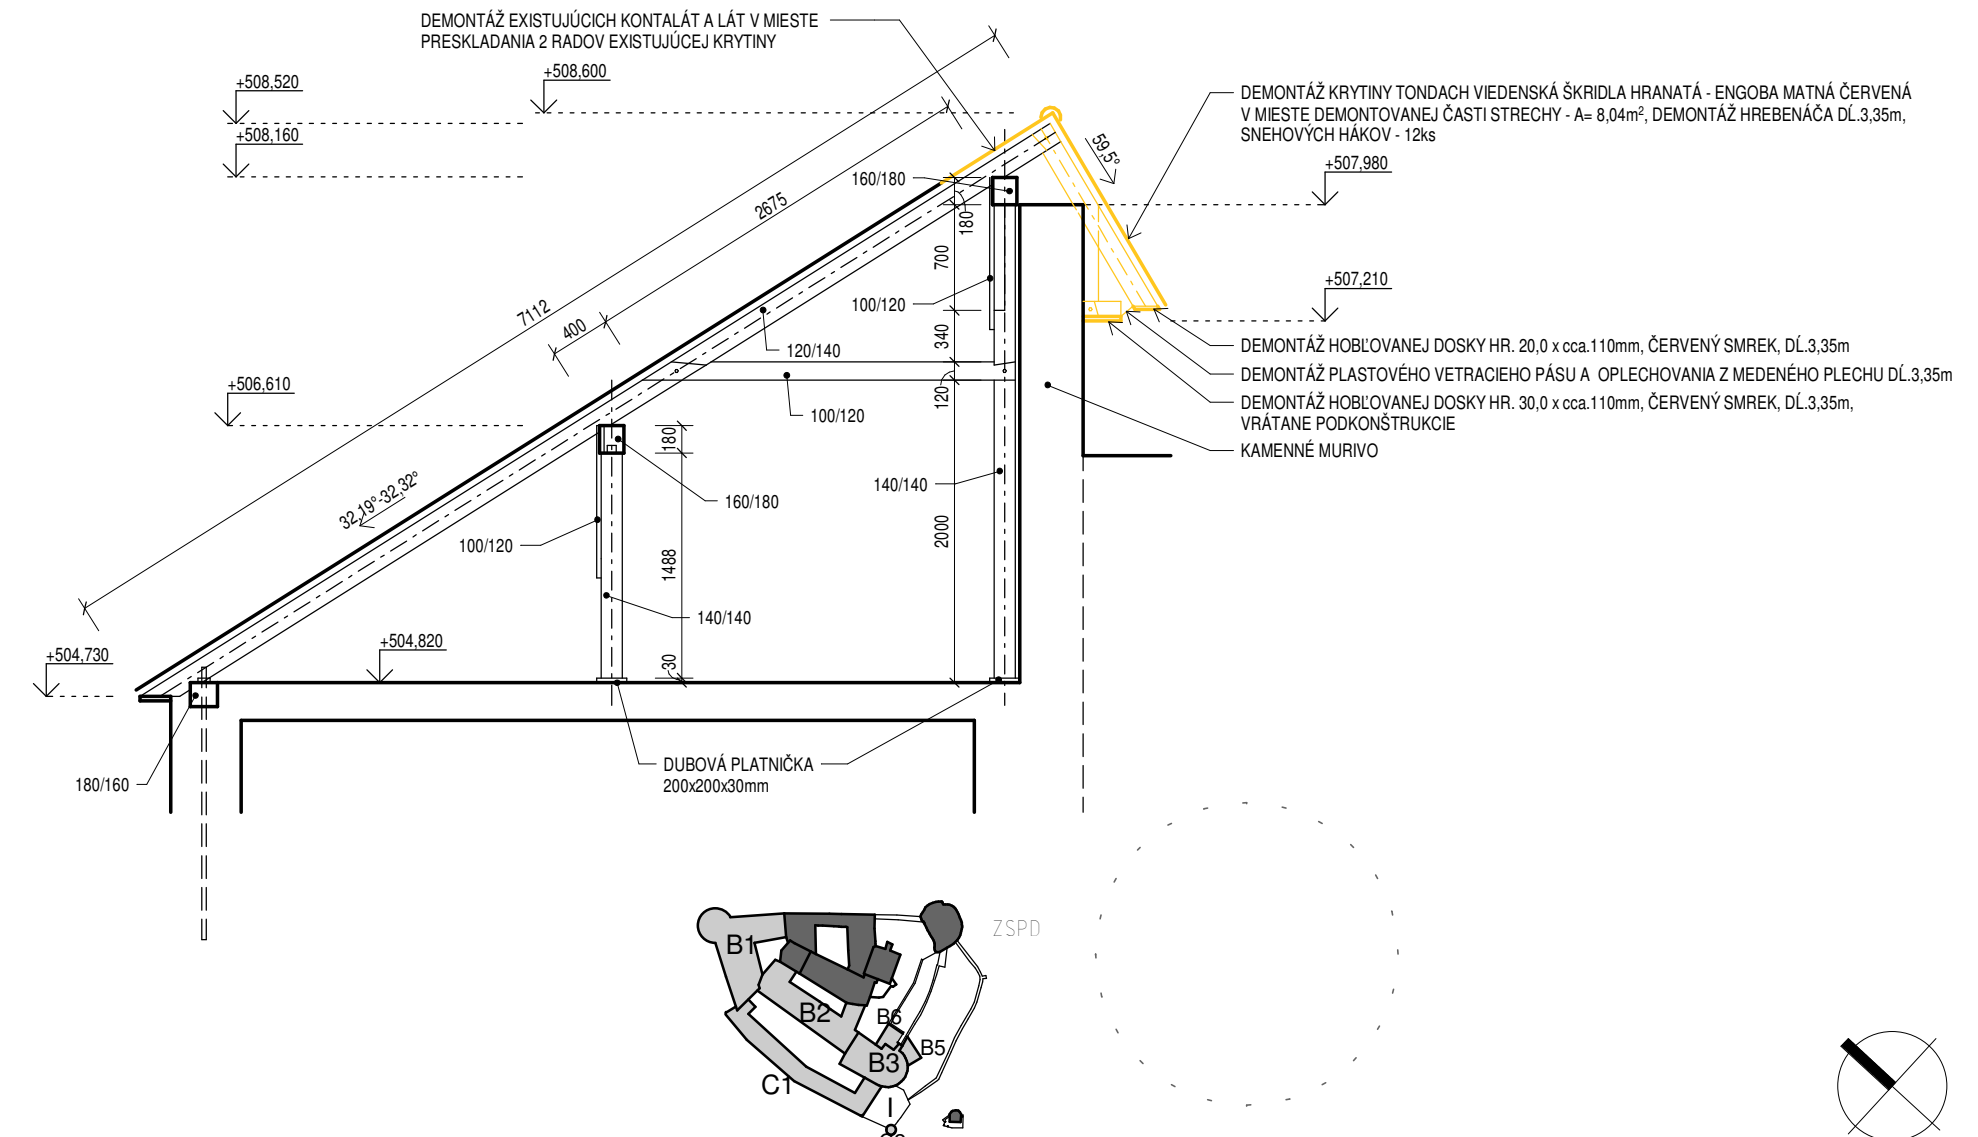 DEMONTÁŽ EXISTUJÚCICH KONTALÁT A LÁT V MIESTE
PRESKLADANIA 2 RADOV EXISTUJÚCEJ KRYTINY
+508,520
+508,600
+508,160
DEMONTÁŽ KRYTINY TONDACH VIEDENSKÁ ŠKRIDLA HRANATÁ - ENGOBA MATNÁ ČERVENÁ
V MIESTE DEMONTOVANEJ ČASTI STRECHY - A= 8,04m², DEMONTÁŽ HREBENÁČA DĹ.3,35m,
SNEHOVÝCH HÁKOV - 12ks
59,5°
+507,980
160/180
2675
180
700
7112
400
100/120
+507,210
340
120/140
DEMONTÁŽ HOBĽOVANEJ DOSKY HR. 20,0 x cca.110mm, ČERVENÝ SMREK, DĹ.3,35m
DEMONTÁŽ PLASTOVÉHO VETRACIEHO PÁSU A OPLECHOVANIA Z MEDENÉHO PLECHU DĹ.3,35m
DEMONTÁŽ HOBĽOVANEJ DOSKY HR. 30,0 x cca.110mm, ČERVENÝ SMREK, DĹ.3,35m,
VRÁTANE PODKONŠTRUKCIE
KAMENNÉ MURIVO
+506,610
120
100/120
180
160/180
140/140
32,19°-32,32°
100/120
1488
2000
140/140
30
+504,730
+504,820
180/160
DUBOVÁ PLATNIČKA
200x200x30mm
ZSPD
B1
B2
B6
B5
B3
C1
I